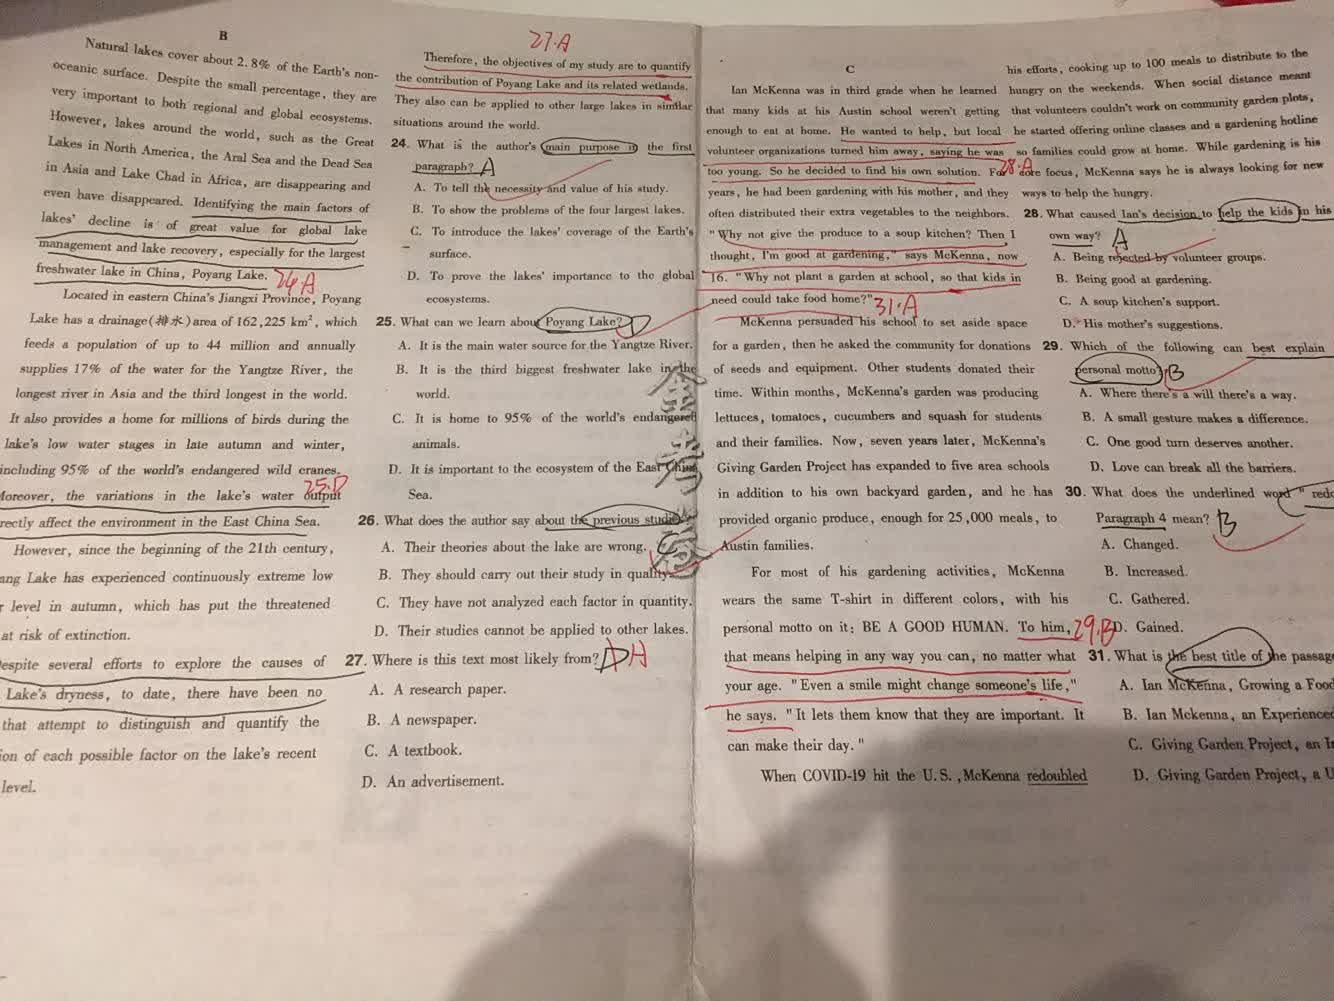 B
Natural lakes cover about 2.8% of the Earth's non-
oceanic surface. Despite the small percentage, they are
very important to both regional and global ecosystems.
However, lakes around the world, such as the Great
Lakes in North America, the Aral Sea and the Dead Sea
in Asia and Lake Chad in Africa, are disappearing and
even have disappeared. Identifying the main factors of
lakes' decline is of great value for global lake
management and lake recovery, especially for the largest
freshwater lake in China, Poyang Lake. 24A
Located in eastern China's Jiangxi Province, Poyang
Lake has a drainage(排水)area of 162,225 km², which
feeds a population of up to 44 million and annually
supplies 17% of the water for the Yangtze River, the
longest river in Asia and the third longest in the world.
It also provides a home for millions of birds during the
lake's low water stages in late autumn and winter,
including 95% of the world's endangered wild cranes.
25.D
Moreover, the variations in the lake's water output
rectly affect the environment in the East China Sea.
However, since the beginning of the 21th century,
ang Lake has experienced continuously extreme low
r level in autumn, which has put the threatened
at risk of extinction.
espite several efforts to explore the causes of
Lake's dryness, to date, there have been no
that attempt to distinguish and quantify the
ion of each possible factor on the lake's recent
level.
27.A
Therefore, the objectives of my study are to quantify
the contribution of Poyang Lake and its related wetlands.
They also can be applied to other large lakes in similar
situations around the world.
24. What is the author's main purpose in the first
paragraph? A
A. To tell the necessity and value of his study.
B. To show the problems of the four largest lakes.
C. To introduce the lakes' coverage of the Earth's
surface.
D. To prove the lakes' importance to the global
ecosystems.
25. What can we learn about Poyang Lake? D
A. It is the main water source for the Yangtze River.
B. It is the third biggest freshwater lake in the
world.
C. It is home to 95% of the world's endangered
animals.
D. It is important to the ecosystem of the East China
Sea.
26. What does the author say about the previous studies
A. Their theories about the lake are wrong. C
B. They should carry out their study in quality.
C. They have not analyzed each factor in quantity.
D. Their studies cannot be applied to other lakes.
27. Where is this text most likely from? D A
A. A research paper.
B. A newspaper.
C. A textbook.
D. An advertisement.
金考卷
C
Ian McKenna was in third grade when he learned
that many kids at his Austin school weren't getting
enough to eat at home. He wanted to help, but local
volunteer organizations turned him away, saying he was
too young. So he decided to find his own solution. For 28.A
years, he had been gardening with his mother, and they
often distributed their extra vegetables to the neighbors.
"Why not give the produce to a soup kitchen? Then I
thought, I'm good at gardening," says McKenna, now
16. "Why not plant a garden at school, so that kids in
need could take food home?" 31.A
McKenna persuaded his school to set aside space
for a garden, then he asked the community for donations
of seeds and equipment. Other students donated their
time. Within months, McKenna's garden was producing
lettuces, tomatoes, cucumbers and squash for students
and their families. Now, seven years later, McKenna's
Giving Garden Project has expanded to five area schools
in addition to his own backyard garden, and he has
provided organic produce, enough for 25,000 meals, to
Austin families.
For most of his gardening activities, McKenna
wears the same T-shirt in different colors, with his
personal motto on it: BE A GOOD HUMAN. To him, 29.B
that means helping in any way you can, no matter what
your age. "Even a smile might change someone's life,"
he says. "It lets them know that they are important. It
can make their day."
When COVID-19 hit the U.S., McKenna redoubled
his efforts, cooking up to 100 meals to distribute to the
hungry on the weekends. When social distance meant
that volunteers couldn't work on community garden plots,
he started offering online classes and a gardening hotline
so families could grow at home. While gardening is his
core focus, McKenna says he is always looking for new
ways to help the hungry.
28. What caused Ian's decision to help the kids in his
own way? A
A. Being rejected by volunteer groups.
B. Being good at gardening.
C. A soup kitchen's support.
D. His mother's suggestions.
29. Which of the following can best explain
personal motto? B
A. Where there's a will there's a way.
B. A small gesture makes a difference.
C. One good turn deserves another.
D. Love can break all the barriers.
30. What does the underlined word "redo
Paragraph 4 mean? B
A. Changed.
B. Increased.
C. Gathered.
D. Gained.
31. What is the best title of the passage
A. Ian McKenna, Growing a Food
B. Ian Mckenna, an Experienced
C. Giving Garden Project, an In
D. Giving Garden Project, a U